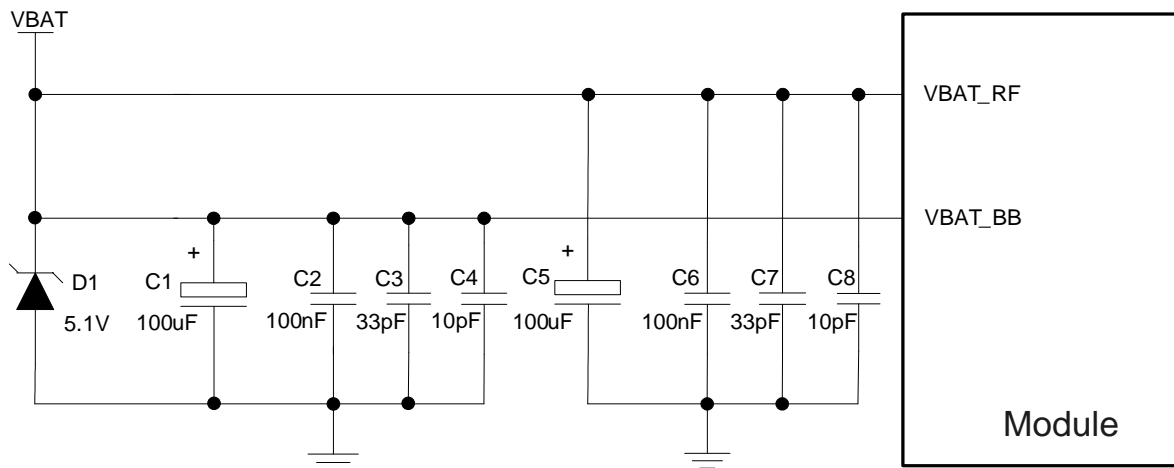 VBAT
VBAT_RF
VBAT_BB
+
+
D1
C1
C2
C3
C4
C5
C6
C7
C8
5.1V
100uF
100nF
33pF
10pF
100uF
100nF
33pF
10pF
Module